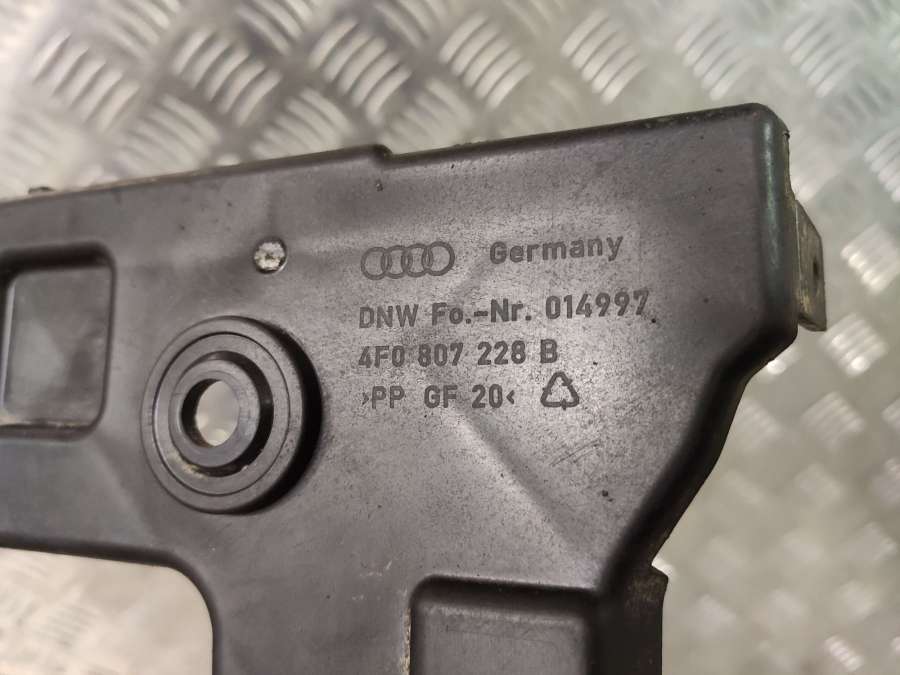 Germany
DNW Fo.-Nr. 014997
4F0 807 228 B
>PP GF 20<